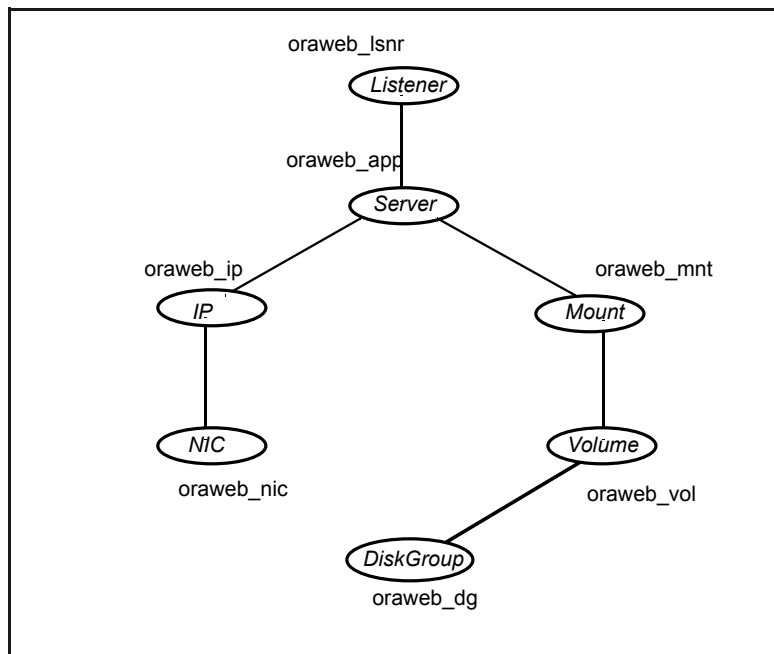 oraweb_lsnr
Listener
oraweb_app
Server
oraweb_ip
oraweb_mnt
IP
Mount
NIC
Volume
oraweb_nic
oraweb_vol
DiskGroup
oraweb_dg